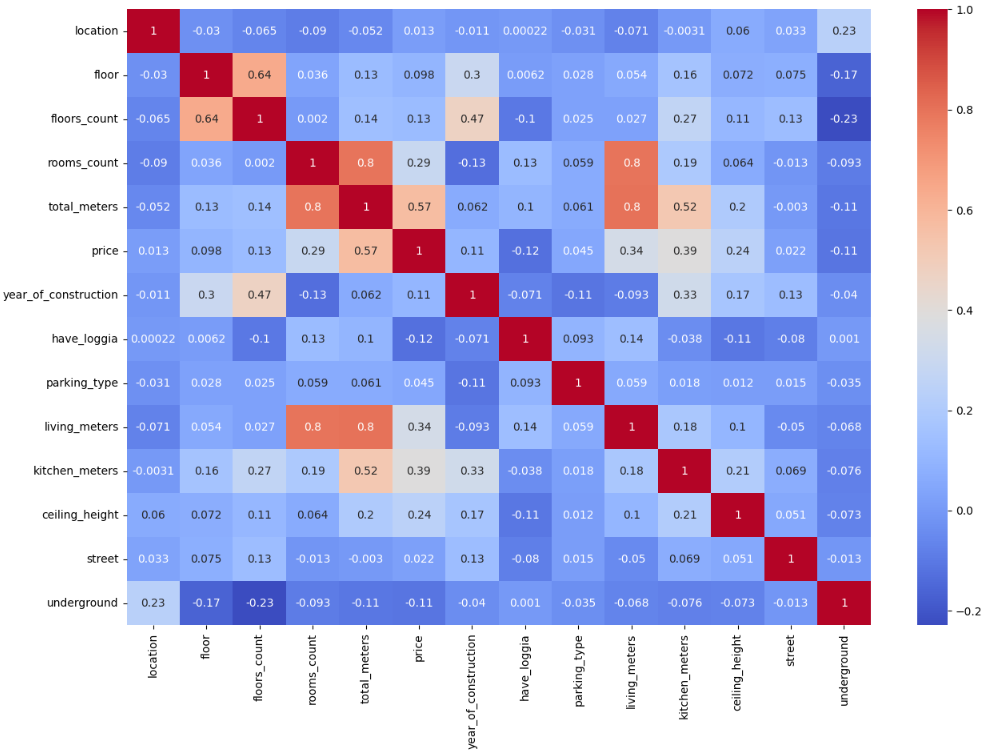 location 1 -0.03 -0.065 -0.09 -0.052 0.013 -0.011 0.00022 -0.031 -0.071 -0.0031 0.06 0.033 0.23
floor -0.03 1 0.64 0.036 0.13 0.098 0.3 0.0062 0.028 0.054 0.16 0.072 0.075 -0.17
floors_count -0.065 0.64 1 0.002 0.14 0.13 0.47 -0.1 0.025 0.027 0.27 0.11 0.13 -0.23
rooms_count -0.09 0.036 0.002 1 0.8 0.29 -0.13 0.13 0.059 0.8 0.19 0.064 -0.013 -0.093
total_meters -0.052 0.13 0.14 0.8 1 0.57 0.062 0.1 0.061 0.8 0.52 0.2 -0.003 -0.11
price 0.013 0.098 0.13 0.29 0.57 1 0.11 -0.12 0.045 0.34 0.39 0.24 0.022 -0.11
year_of_construction -0.011 0.3 0.47 -0.13 0.062 0.11 1 -0.071 -0.11 -0.093 0.33 0.17 0.13 -0.04
have_loggia 0.00022 0.0062 -0.1 0.13 0.1 -0.12 -0.071 1 0.093 0.14 -0.038 -0.11 -0.08 0.001
parking_type -0.031 0.028 0.025 0.059 0.061 0.045 -0.11 0.093 1 0.059 0.018 0.012 0.015 -0.035
living_meters -0.071 0.054 0.027 0.8 0.8 0.34 -0.093 0.14 0.059 1 0.18 0.1 -0.05 -0.068
kitchen_meters -0.0031 0.16 0.27 0.19 0.52 0.39 0.33 -0.038 0.018 0.18 1 0.21 0.069 -0.076
ceiling_height 0.06 0.072 0.11 0.064 0.2 0.24 0.17 -0.11 0.012 0.1 0.21 1 0.051 -0.073
street 0.033 0.075 0.13 -0.013 -0.003 0.022 0.13 -0.08 0.015 -0.05 0.069 0.051 1 -0.013
underground 0.23 -0.17 -0.23 -0.093 -0.11 -0.11 -0.04 0.001 -0.035 -0.068 -0.076 -0.073 -0.013 1
location floor floors_count rooms_count total_meters price year_of_construction have_loggia parking_type living_meters kitchen_meters ceiling_height street underground
1.0
0.8
0.6
0.4
0.2
0.0
−0.2